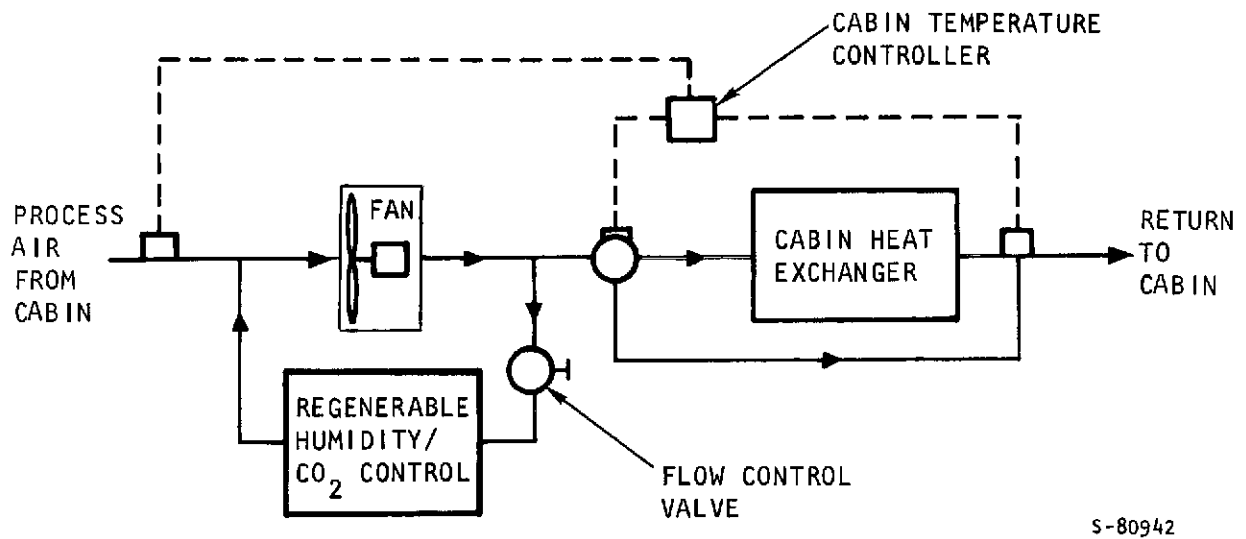 CABIN TEMPERATURE
CONTROLLER
PROCESS
AIR
FROM
CABIN
FAN
CABIN HEAT
EXCHANGER
RETURN
TO
CABIN
REGENERABLE
HUMIDITY/
CO2 CONTROL
FLOW CONTROL
VALVE
S-80942